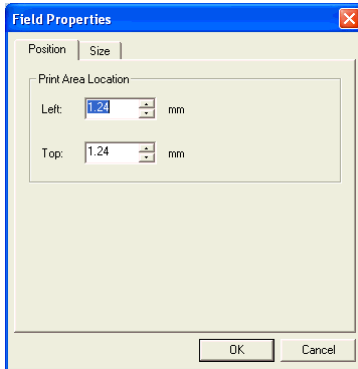 Field Properties
Position Size
Print Area Location
Left: 1.24 mm
Top: 1.24 mm
OK Cancel